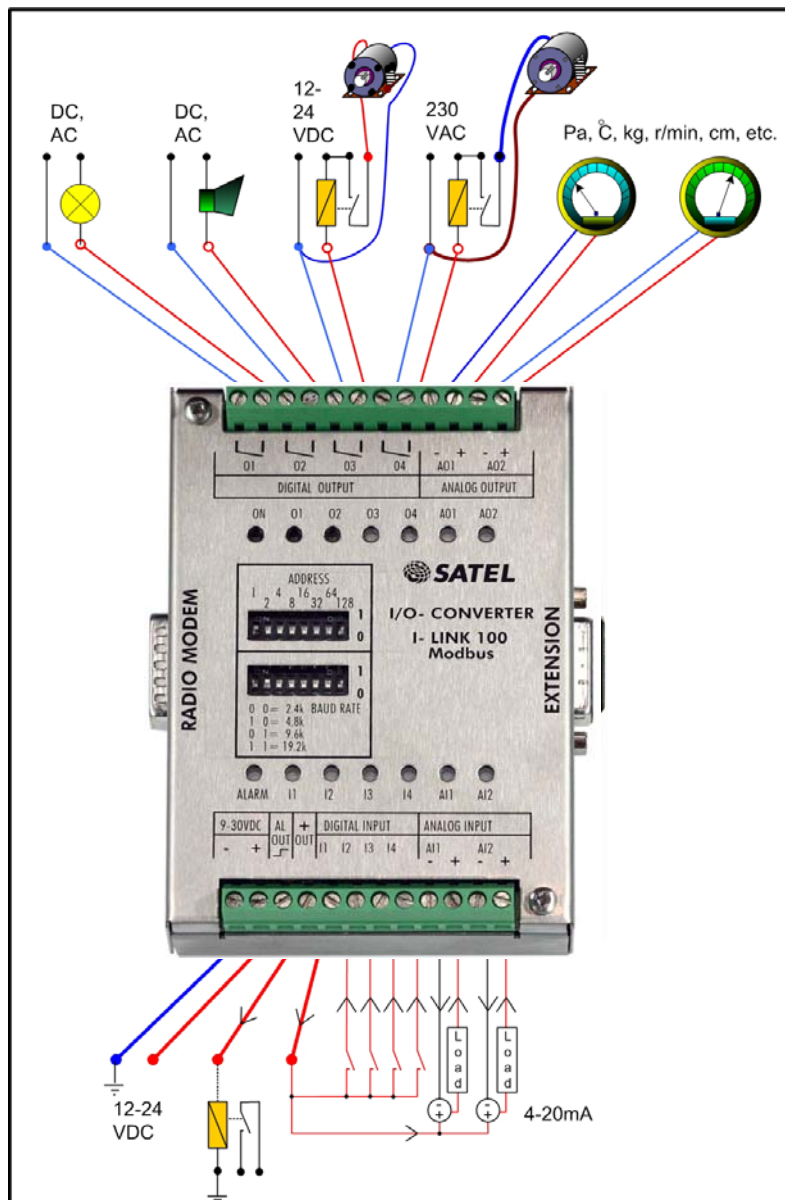 DC,
AC
DC,
AC
12-
24
VDC
230
VAC
Pa, °C, kg, r/min, cm, etc.
O1 O2 O3 O4
- + - +
AO1 AO2
DIGITAL OUTPUT ANALOG OUTPUT
ON O1 O2 O3 O4 AO1 AO2
ADDRESS
1 4 16 64
2 8 32 128
1
0
SATEL
I/O- CONVERTER
I- LINK 100
Modbus
RADIO MODEM
EXTENSION
1
0
0 0= 2.4k BAUD RATE
1 0= 4.8k
0 1= 9.6k
1 1= 19.2k
ALARM I1 I2 I3 I4 AI1 AI2
9-30VDC AL OUT + OUT DIGITAL INPUT ANALOG INPUT
- + I1 I2 I3 I4 AI1 AI2
- + - +
Load
Load
- +
- +
4-20mA
12-24
VDC